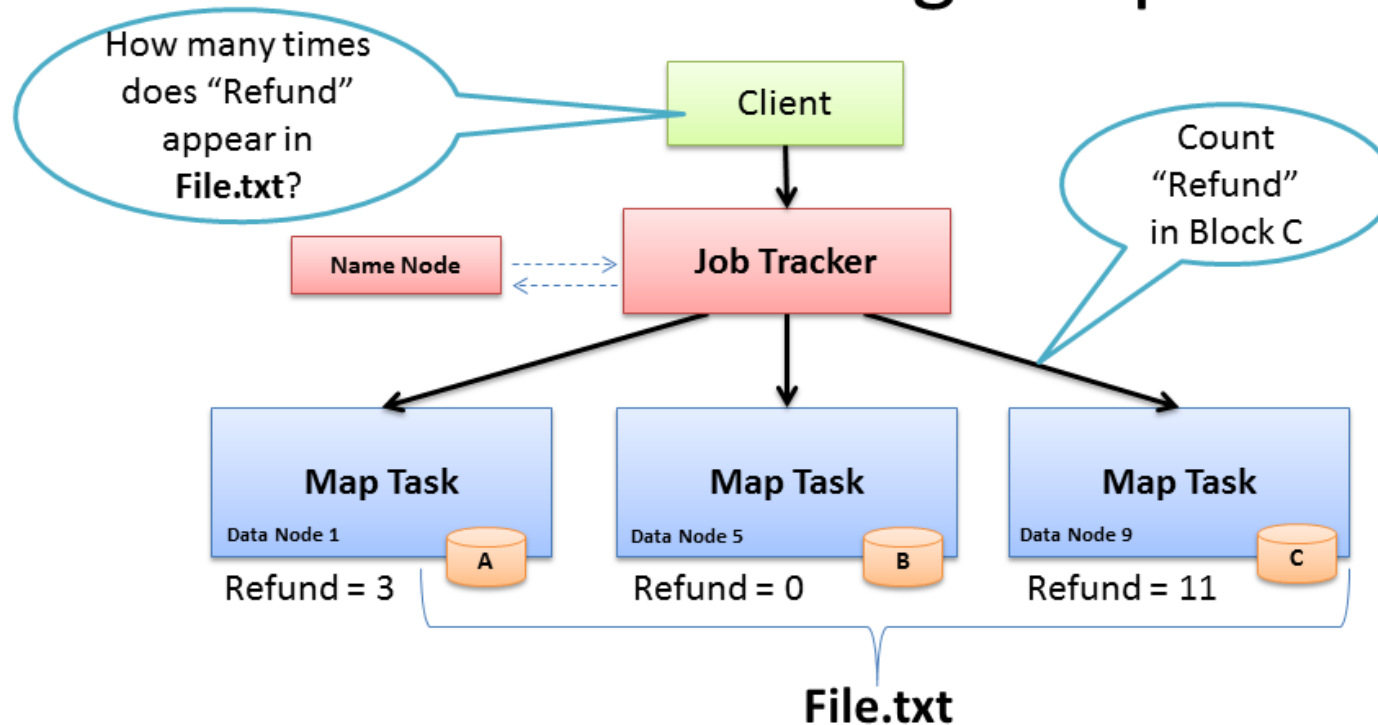 How many times
does “Refund”
appear in
File.txt?
Client
Count
“Refund”
in Block C
Name Node
Job Tracker
Map Task
Data Node 1
A
Refund = 3
Map Task
Data Node 5
B
Refund = 0
Map Task
Data Node 9
C
Refund = 11
File.txt